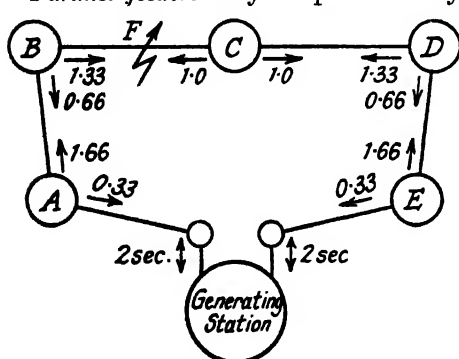 F
B
C
D
1·33
1·0
1·0
1·33
0·66
0·66
1·66
1·66
A
0·33
0·33
E
2sec.
2sec
Generating
Station